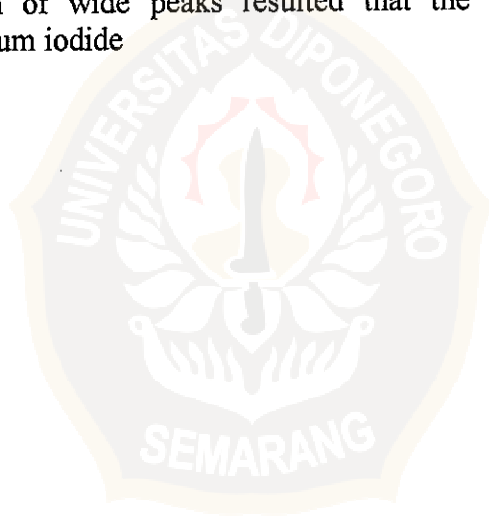 of wide peaks resulted that the
um iodide
UNIVERSITAS DIPONEGORO
SEMARANG